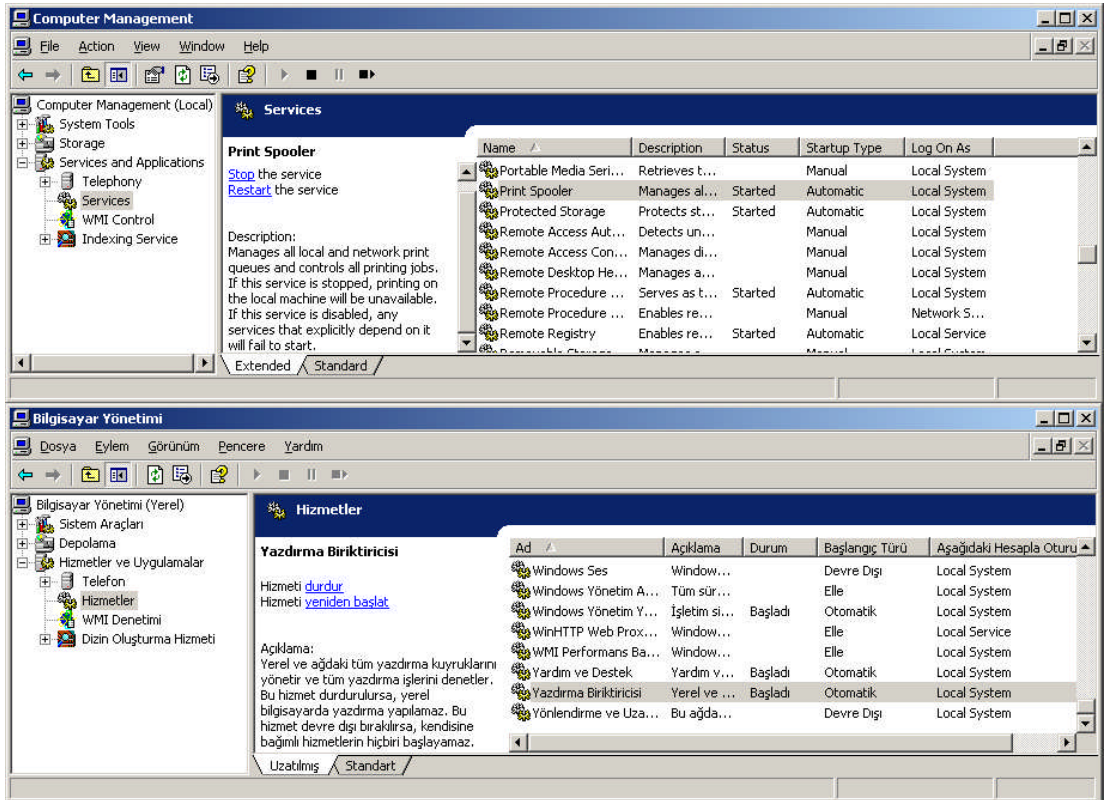 Computer Management
File Action View Window Help
Computer Management (Local)
System Tools
Storage
Services and Applications
Telephony
Services
WMI Control
Indexing Service
Services
Print Spooler
Stop the service
Restart the service
Description:
Manages all local and network print
queues and controls all printing jobs.
If this service is stopped, printing on
the local machine will be unavailable.
If this service is disabled, any
services that explicitly depend on it
will fail to start.
Name Description Status Startup Type Log On As
Portable Media Seri... Retrieves t... Manual Local System
Print Spooler Manages al... Started Automatic Local System
Protected Storage Protects st... Started Automatic Local System
Remote Access Aut... Detects un... Manual Local System
Remote Access Con... Manages di... Manual Local System
Remote Desktop He... Manages a... Manual Local System
Remote Procedure ... Serves as t... Started Automatic Local System
Remote Procedure ... Enables re... Manual Network S...
Remote Registry Enables re... Started Automatic Local Service
Extended Standard
Bilgisayar Yönetimi
Dosya Eylem Görünüm Pencere Yardım
Bilgisayar Yönetimi (Yerel)
Sistem Araçları
Depolama
Hizmetler ve Uygulamalar
Telefon
Hizmetler
WMI Denetimi
Dizin Oluşturma Hizmeti
Hizmetler
Yazdırma Biriktiricisi
Hizmeti durdur
Hizmeti yeniden başlat
Açıklama:
Yerel ve ağdaki tüm yazdırma kuyruklarını
yönetir ve tüm yazdırma işlerini denetler.
Bu hizmet durdurulursa, yerel
bilgisayarda yazdırma yapılamaz. Bu
hizmet devre dışı bırakılırsa, kendisine
bağımlı hizmetlerin hiçbiri başlayamaz.
Ad Açıklama Durum Başlangıç Türü Aşağıdaki Hesapla Oturu
Windows Ses Window... Devre Dışı Local System
Windows Yönetim A... Tüm sür... Elle Local System
Windows Yönetim Y... İşletim si... Başladı Otomatik Local System
WinHTTP Web Prox... Window... Elle Local Service
WMI Performans Ba... Window... Elle Local System
Yardım ve Destek Yardım v... Başladı Otomatik Local System
Yazdırma Biriktiricisi Yerel ve ... Başladı Otomatik Local System
Yönlendirme ve Uza... Bu ağda... Devre Dışı Local System
Uzatılmış Standart